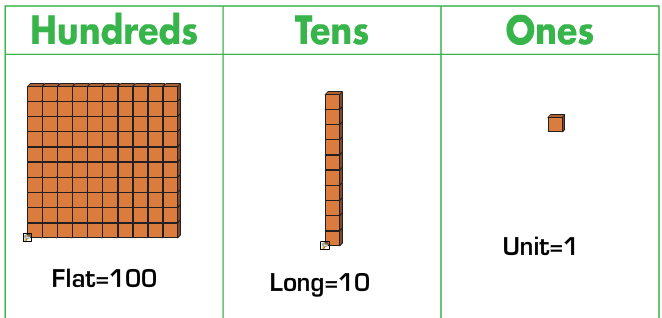 Hundreds Tens Ones
Flat=100
Long=10
Unit=1